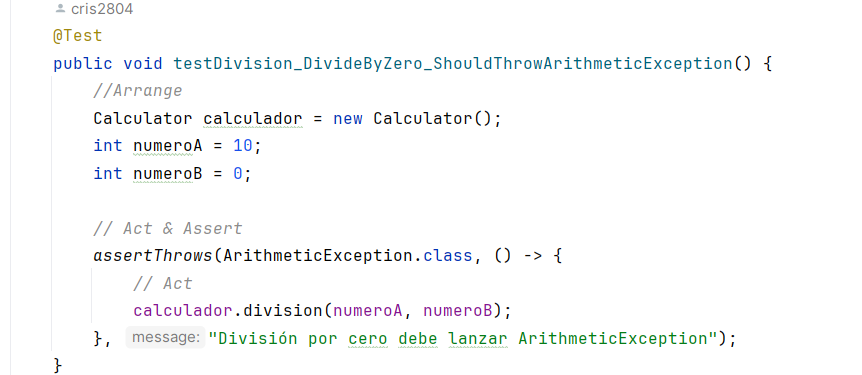 cris2804
@Test
public void testDivision_DivideByZero_ShouldThrowArithmeticException() {
//Arrange
Calculator calculador = new Calculator();
int numeroA = 10;
int numeroB = 0;
// Act & Assert
assertThrows(ArithmeticException.class, () -> {
// Act
calculador.division(numeroA, numeroB);
}, message: "División por cero debe lanzar ArithmeticException");
}